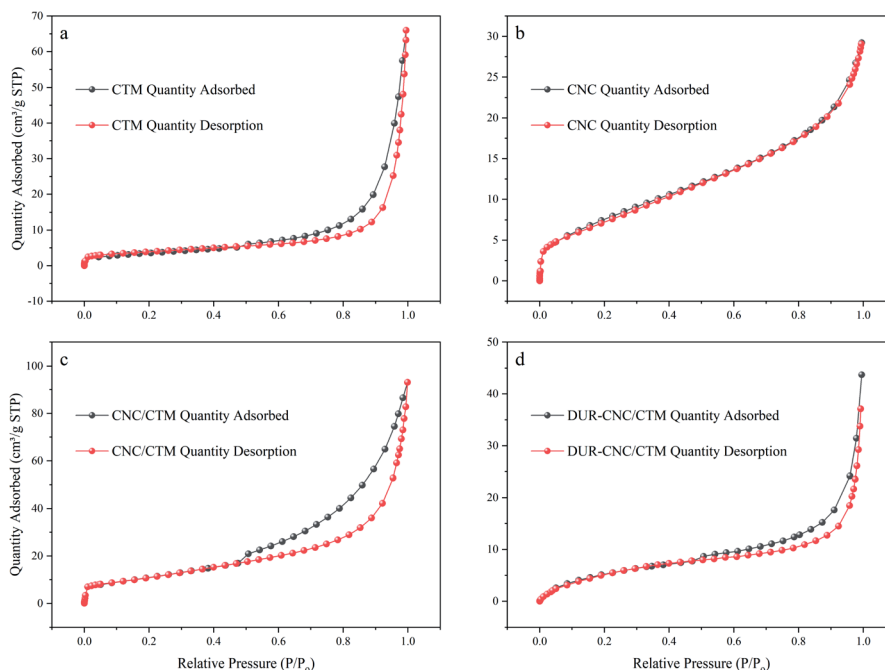 a
CTM Quantity Adsorbed
CTM Quantity Desorption
Quantity Adsorbed (cm³/g STP)
70
60
50
40
30
20
10
0
-10
0.0 0.2 0.4 0.6 0.8 1.0
b
CNC Quantity Adsorbed
CNC Quantity Desorption
30
25
20
15
10
5
0
0.0 0.2 0.4 0.6 0.8 1.0
c
CNC/CTM Quantity Adsorbed
CNC/CTM Quantity Desorption
Quantity Adsorbed (cm³/g STP)
100
80
60
40
20
0
0.0 0.2 0.4 0.6 0.8 1.0
Relative Pressure (P/P₀)
d
DUR-CNC/CTM Quantity Adsorbed
DUR-CNC/CTM Quantity Desorption
50
40
30
20
10
0
0.0 0.2 0.4 0.6 0.8 1.0
Relative Pressure (P/P₀)